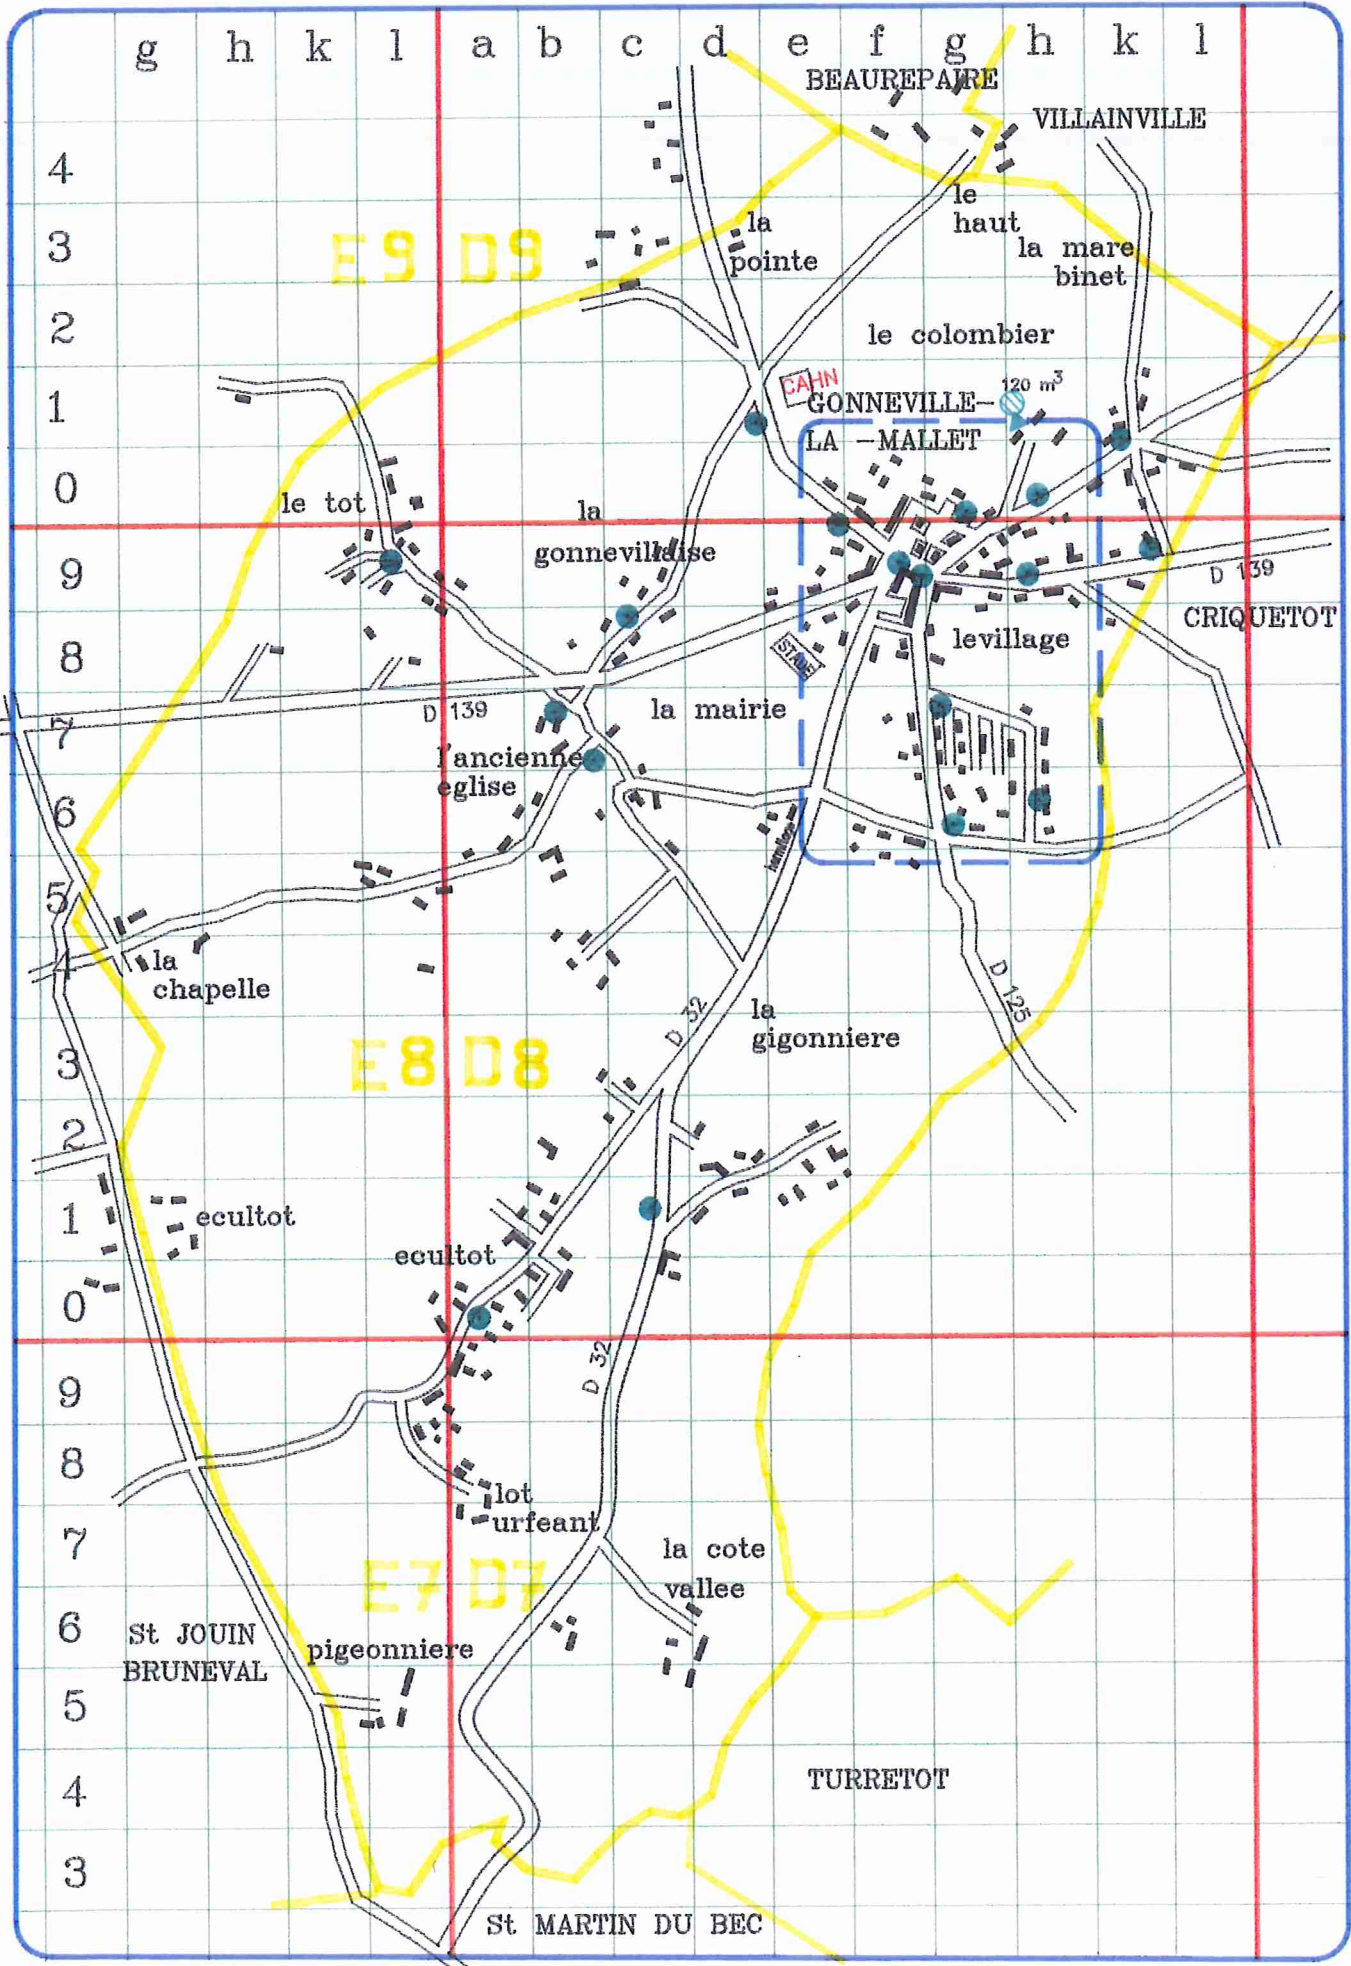 g h k l a b c d e f g h k l
BEAUREPAIRE
VILLAINVILLE
4
le
haut
la
pointe
E9 D9
3
la mare
binet
2
le colombier
CAHN
120 m³
1
GONNEVILLE-
LA -MALLET
0
le tot
la
gonnevillaise
9
D 139
CRIQUETOT
8
STADE
levillage
D 139
la mairie
7
l'ancienne
eglise
6
5
4
la
chapelle
D 32
la
gigonniere
D 125
3
E8 D8
2
1
ecultot
ecultot
0
D 32
9
8
lot
urfeant
7
la cote
vallee
E7 D7
6
St JOUIN
BRUNEVAL
pigeonniere
5
4
TURRETOT
3
St MARTIN DU BEC